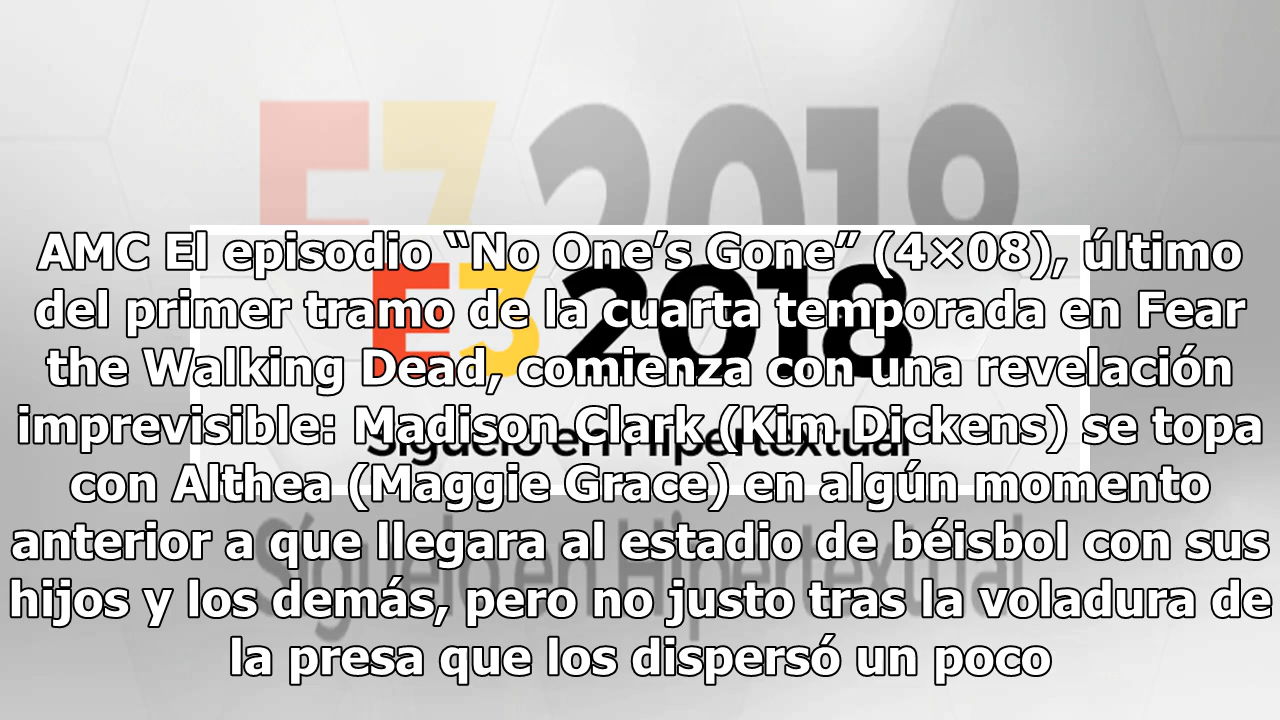 E3 2018
AMC El episodio “No One’s Gone” (4×08), último
del primer tramo de la cuarta temporada en Fear
the Walking Dead, comienza con una revelación
imprevisible: Madison Clark (Kim Dickens) se topa
con Althea (Maggie Grace) en algún momento
anterior a que llegara al estadio de béisbol con sus
hijos y los demás, pero no justo tras la voladura de
la presa que los dispersó un poco
E3 2018
Síguelo en Hipertextual
Síguelo en Hipertextual